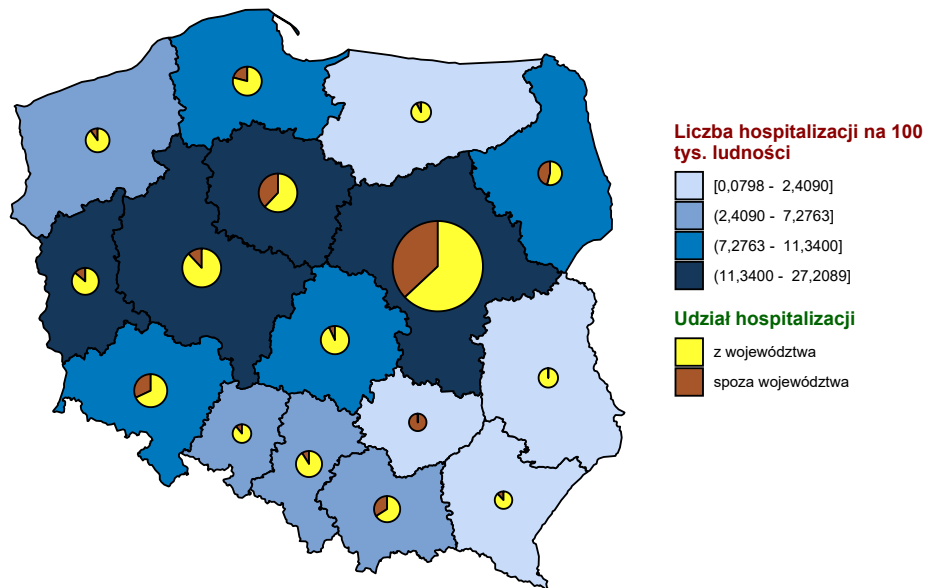 Liczba hospitalizacji na 100
tys. ludności
[0,0798 - 2,4090]
(2,4090 - 7,2763]
(7,2763 - 11,3400]
(11,3400 - 27,2089]
Udział hospitalizacji
z województwa
spoza województwa